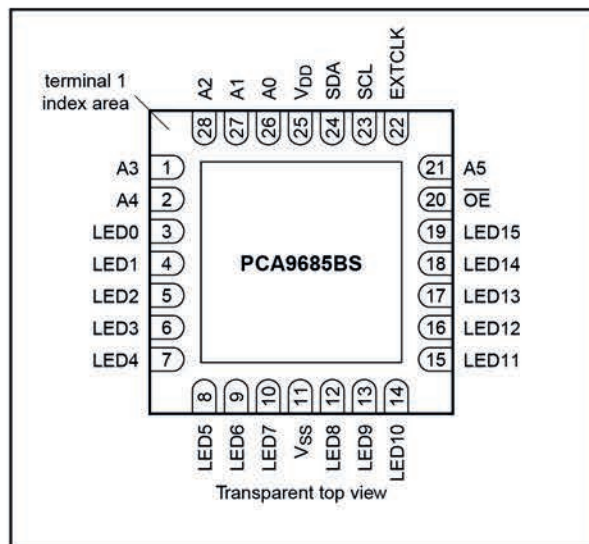 terminal 1
index area
A2
A1
A0
VDD
SDA
SCL
EXTCLK
28
27
26
25
24
23
22
A3 1
A4 2
LED0 3
LED1 4
LED2 5
LED3 6
LED4 7
PCA9685BS
21 A5
20 OE
19 LED15
18 LED14
17 LED13
16 LED12
15 LED11
8
9
10
11
12
13
14
LED5
LED6
LED7
VSS
LED8
LED9
LED10
Transparent top view